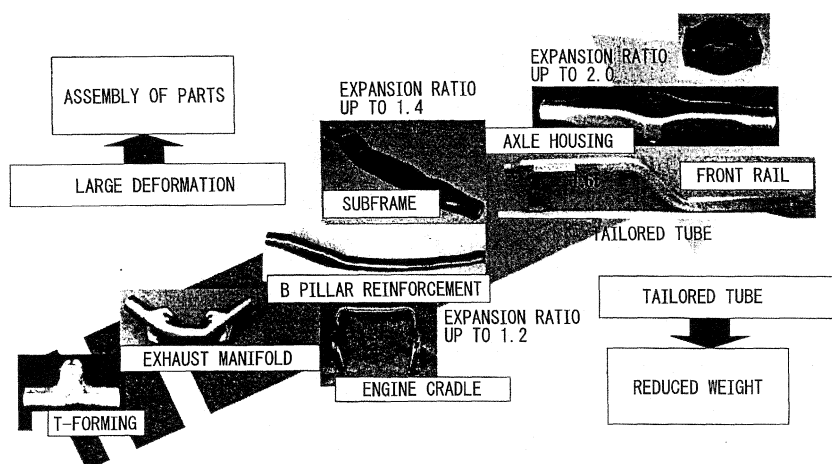 EXPANSION RATIO
UP TO 2.0
ASSEMBLY OF PARTS
EXPANSION RATIO
UP TO 1.4
AXLE HOUSING
LARGE DEFORMATION
FRONT RAIL
SUBFRAME
TAILORED TUBE
B PILLAR REINFORCEMENT
TAILORED TUBE
EXPANSION RATIO
UP TO 1.2
EXHAUST MANIFOLD
ENGINE CRADLE
REDUCED WEIGHT
T-FORMING